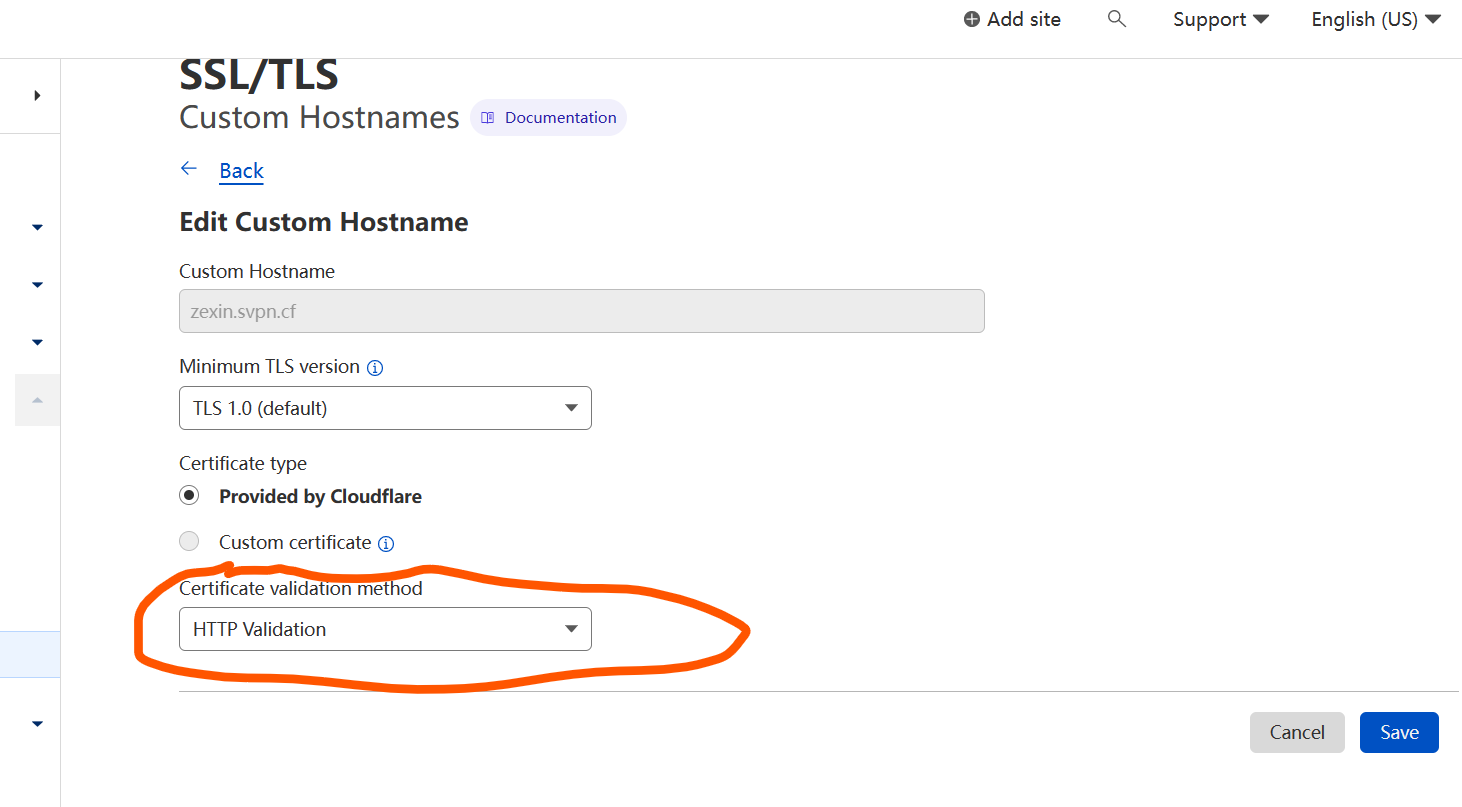 Add site
Support
English (US)
SSL/TLS
Custom Hostnames
Documentation
Back
Edit Custom Hostname
Custom Hostname
zexin.svpn.cf
Minimum TLS version
TLS 1.0 (default)
Certificate type
Provided by Cloudflare
Custom certificate
Certificate validation method
HTTP Validation
Cancel
Save